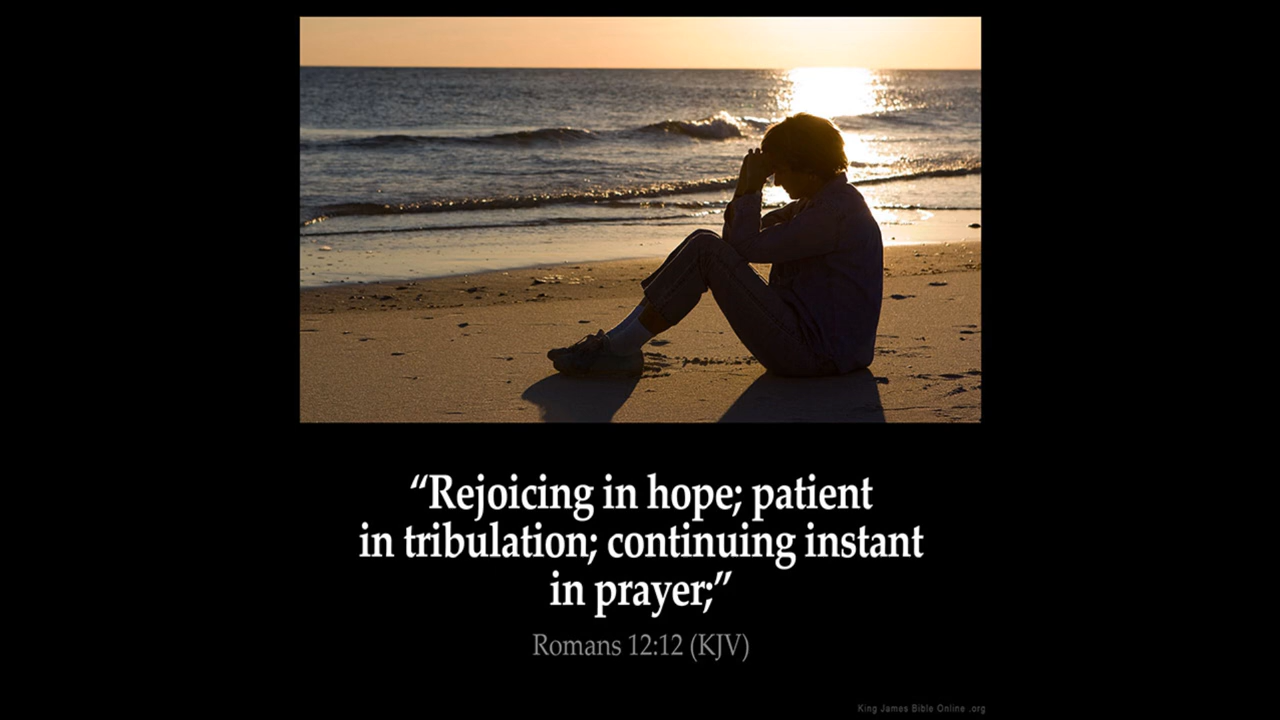 “Rejoicing in hope; patient
in tribulation; continuing instant
in prayer;”
Romans 12:12 (KJV)
King James Bible Online .org